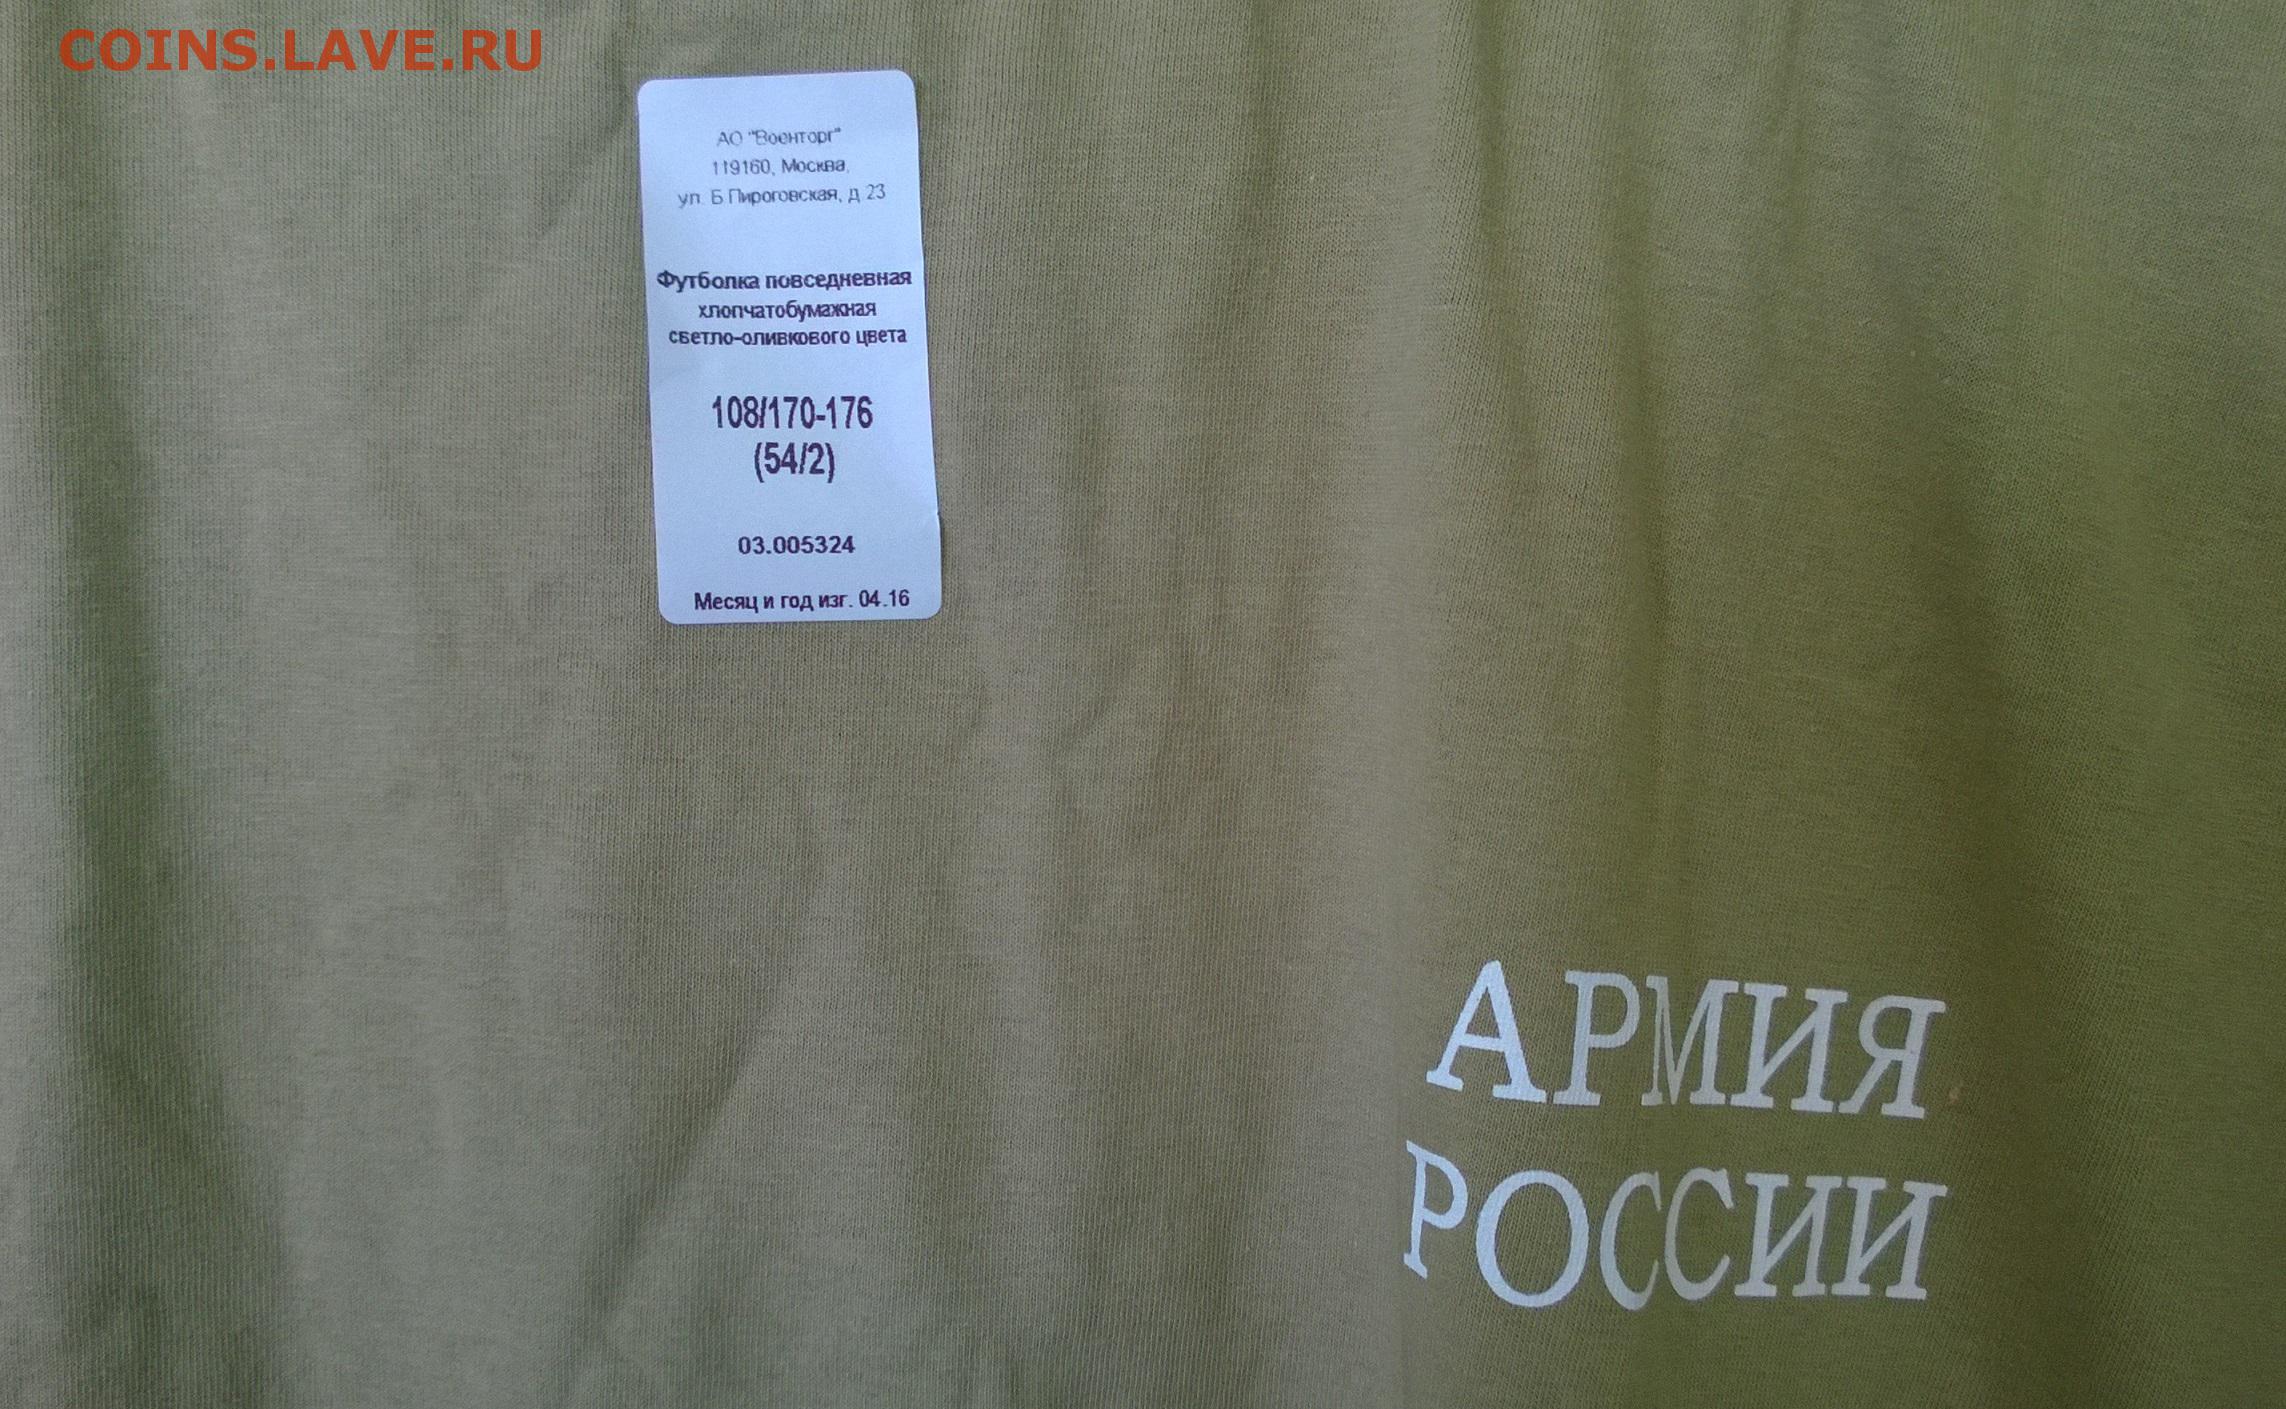 COINS.LAVE.RU
АО "Военторг"
119160, Москва,
ул. Б.Пироговская, д.23
Футболка повседневная
хлопчатобумажная
светло-оливкового цвета
108/170-176
(54/2)
03.005324
Месяц и год изг. 04.16
АРМИЯ
РОССИИ